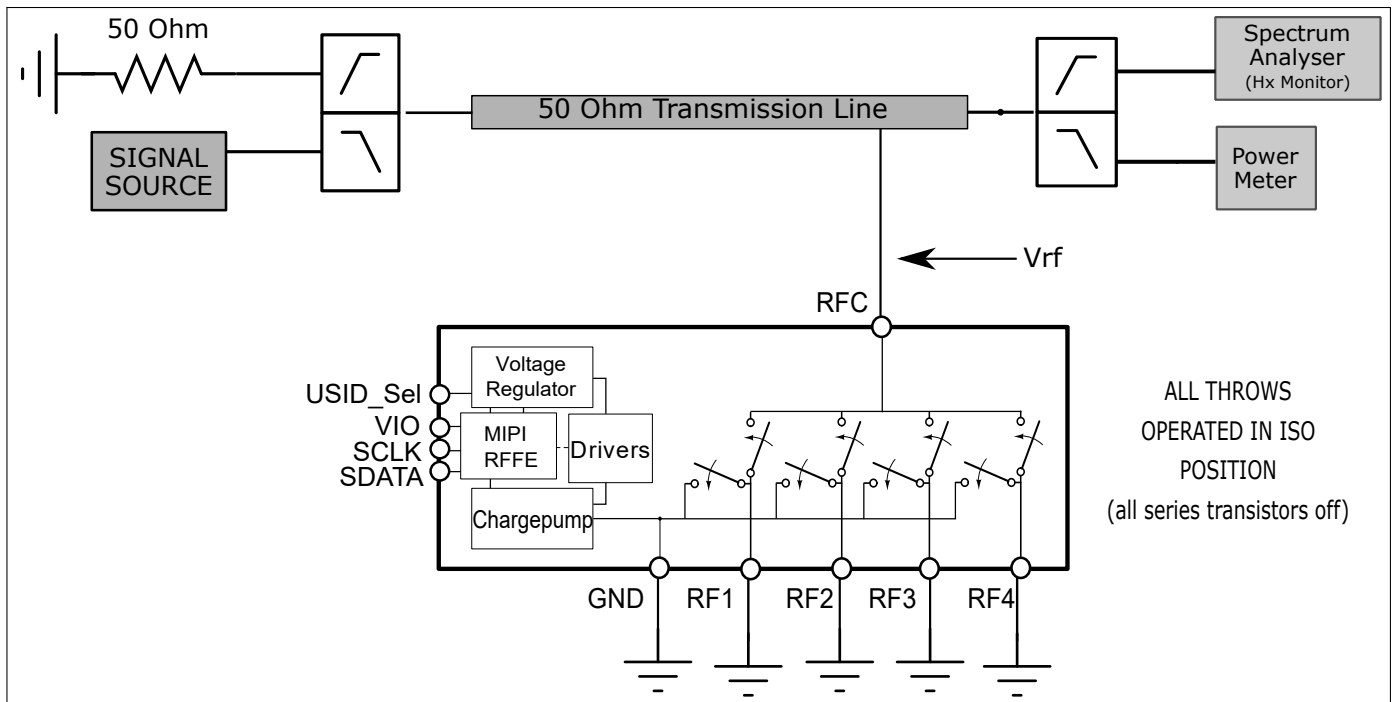 50 Ohm
SIGNAL
SOURCE
50 Ohm Transmission Line
Spectrum
Analyser
(Hx Monitor)
Power
Meter
Vrf
RFC
USID_Sel
VIO
SCLK
SDATA
Voltage
Regulator
MIPI
RFFE
Drivers
Chargepump
GND
RF1
RF2
RF3
RF4
ALL THROWS
OPERATED IN ISO
POSITION
(all series transistors off)